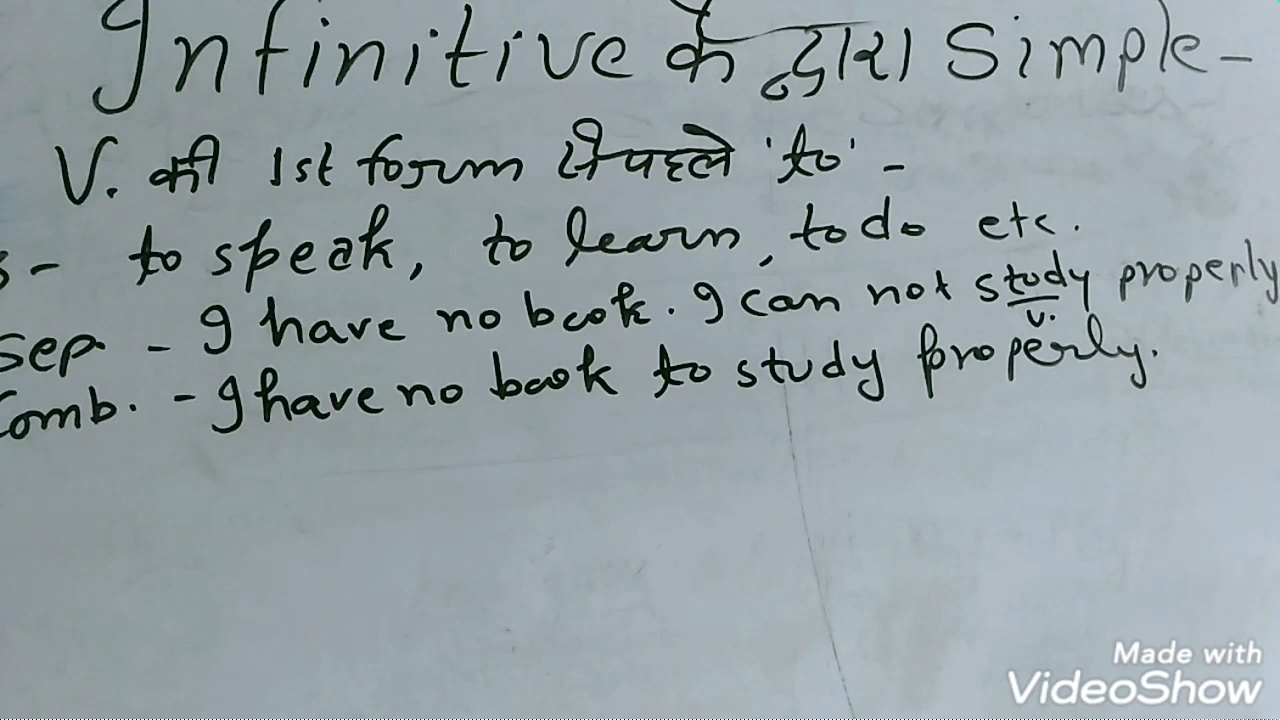 Infinitive के द्वारा Simple -
V. की 1st form से पहले 'to' -
s - to speak, to learn, to do etc.
Sep - I have no book. I can not study properly
v.
Comb. - I have no book to study properly.
Made with
VideoShow